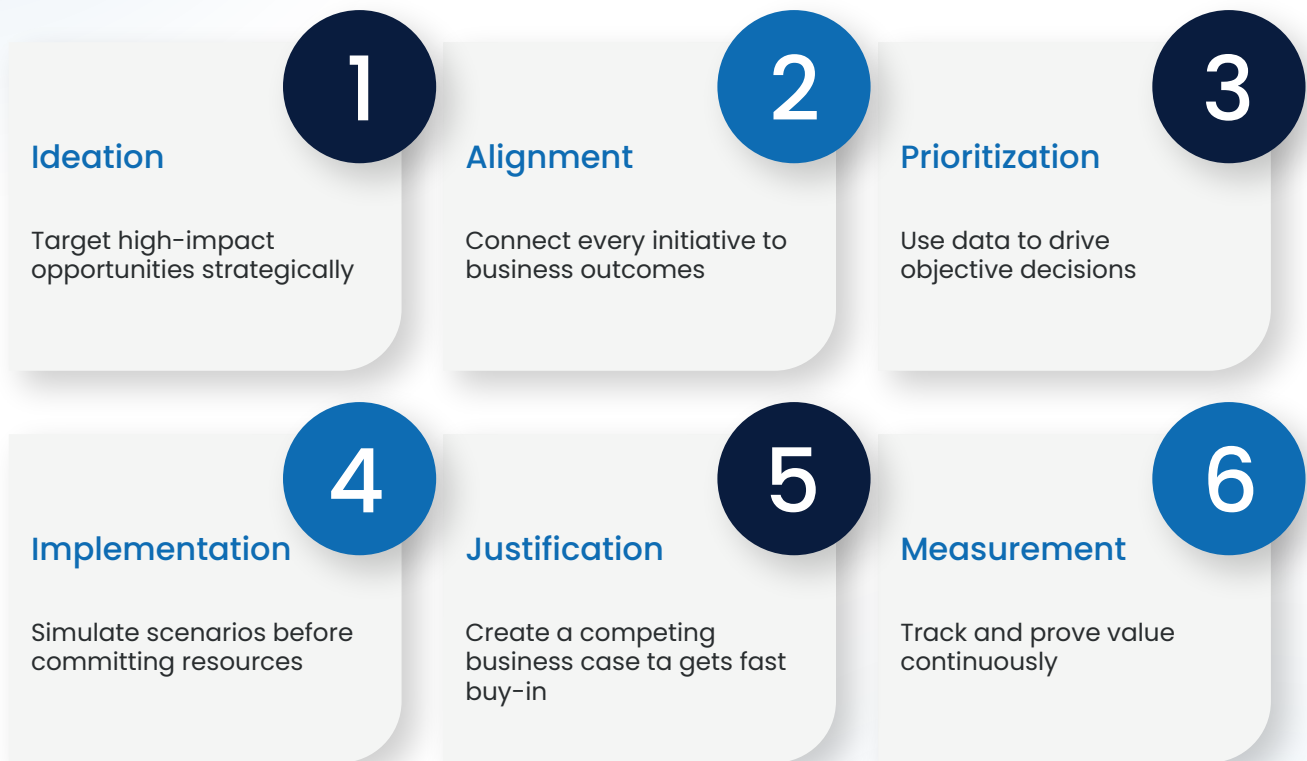 1
Ideation
Target high-impact
opportunities strategically
2
Alignment
Connect every initiative to
business outcomes
3
Prioritization
Use data to drive
objective decisions
4
Implementation
Simulate scenarios before
committing resources
5
Justification
Create a competing
business case ta gets fast
buy-in
6
Measurement
Track and prove value
continuously